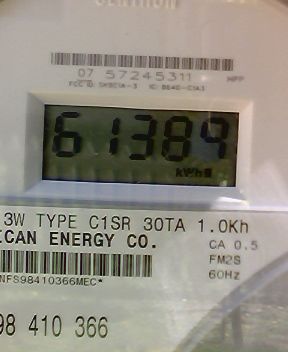 CENTRON
07 57245311
61389
kWh
3W TYPE C1SR 30TA 1.0Kh
ICAN ENERGY CO.
CA 0.5
FM2S
60Hz
NFS98410366MEC*
98 410 366